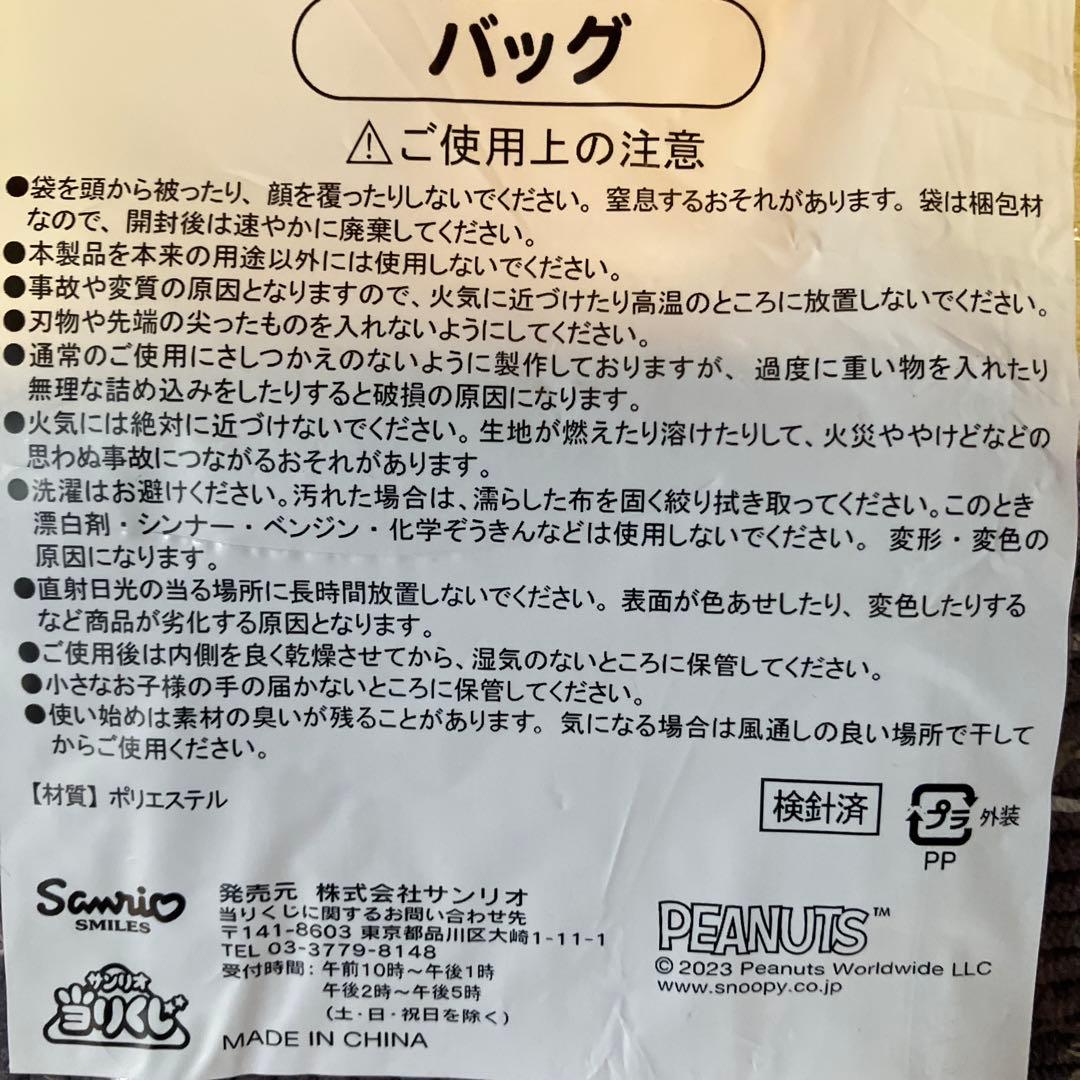 バッグ
⚠ご使用上の注意
●袋を頭から被ったり、顔を覆ったりしないでください。窒息するおそれがあります。袋は梱包材
なので、開封後は速やかに廃棄してください。
●本製品を本来の用途以外には使用しないでください。
●事故や変質の原因となりますので、火気に近づけたり高温のところに放置しないでください。
●刃物や先端の尖ったものを入れないようにしてください。
●通常のご使用にさしつかえのないように製作しておりますが、過度に重い物を入れたり
無理な詰め込みをしたりすると破損の原因になります。
●火気には絶対に近づけないでください。生地が燃えたり溶けたりして、火災ややけどなどの
思わぬ事故につながるおそれがあります。
●洗濯はお避けください。汚れた場合は、濡らした布を固く絞り拭き取ってください。このとき
漂白剤・シンナー・ベンジン・化学ぞうきんなどは使用しないでください。 変形・変色の
原因になります。
●直射日光の当る場所に長時間放置しないでください。表面が色あせしたり、変色したりする
など商品が劣化する原因となります。
●ご使用後は内側を良く乾燥させてから、湿気のないところに保管してください。
●小さなお子様の手の届かないところに保管してください。
●使い始めは素材の臭いが残ることがあります。気になる場合は風通しの良い場所で干して
からご使用ください。
【材質】ポリエステル
検針済
プラ 外装
PP
Sanrio
SMILES
サンリオ
当りくじ
発売元 株式会社サンリオ
当りくじに関するお問い合わせ先
〒141-8603 東京都品川区大崎1-11-1
TEL 03-3779-8148
受付時間：午前10時～午後1時
午後2時～午後5時
（土・日・祝日を除く）
MADE IN CHINA
PEANUTS™
© 2023 Peanuts Worldwide LLC
www.snoopy.co.jp